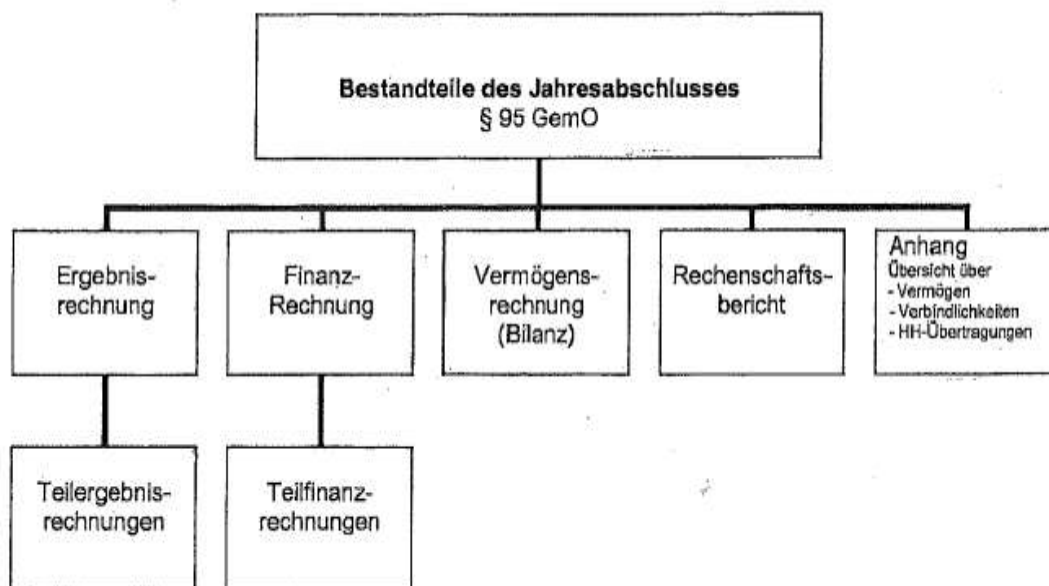 Bestandteile des Jahresabschlusses
§ 95 GemO
Ergebnis-
rechnung
Finanz-
Rechnung
Vermögens-
rechnung
(Bilanz)
Rechenschafts-
bericht
Anhang
Übersicht über
- Vermögen
- Verbindlichkeiten
- HH-Übertragungen
Teilergebnis-
rechnungen
Teilfinanz-
rechnungen